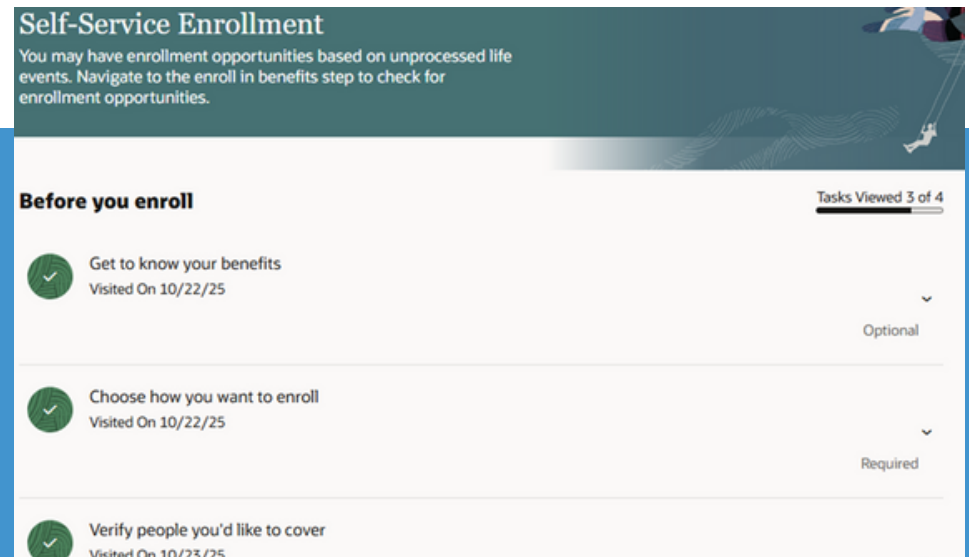 Self-Service Enrollment
You may have enrollment opportunities based on unprocessed life
events. Navigate to the enroll in benefits step to check for
enrollment opportunities.
Before you enroll
Tasks Viewed 3 of 4
Get to know your benefits
Visited On 10/22/25
Optional
Choose how you want to enroll
Visited On 10/22/25
Required
Verify people you'd like to cover
Visited On 10/23/25